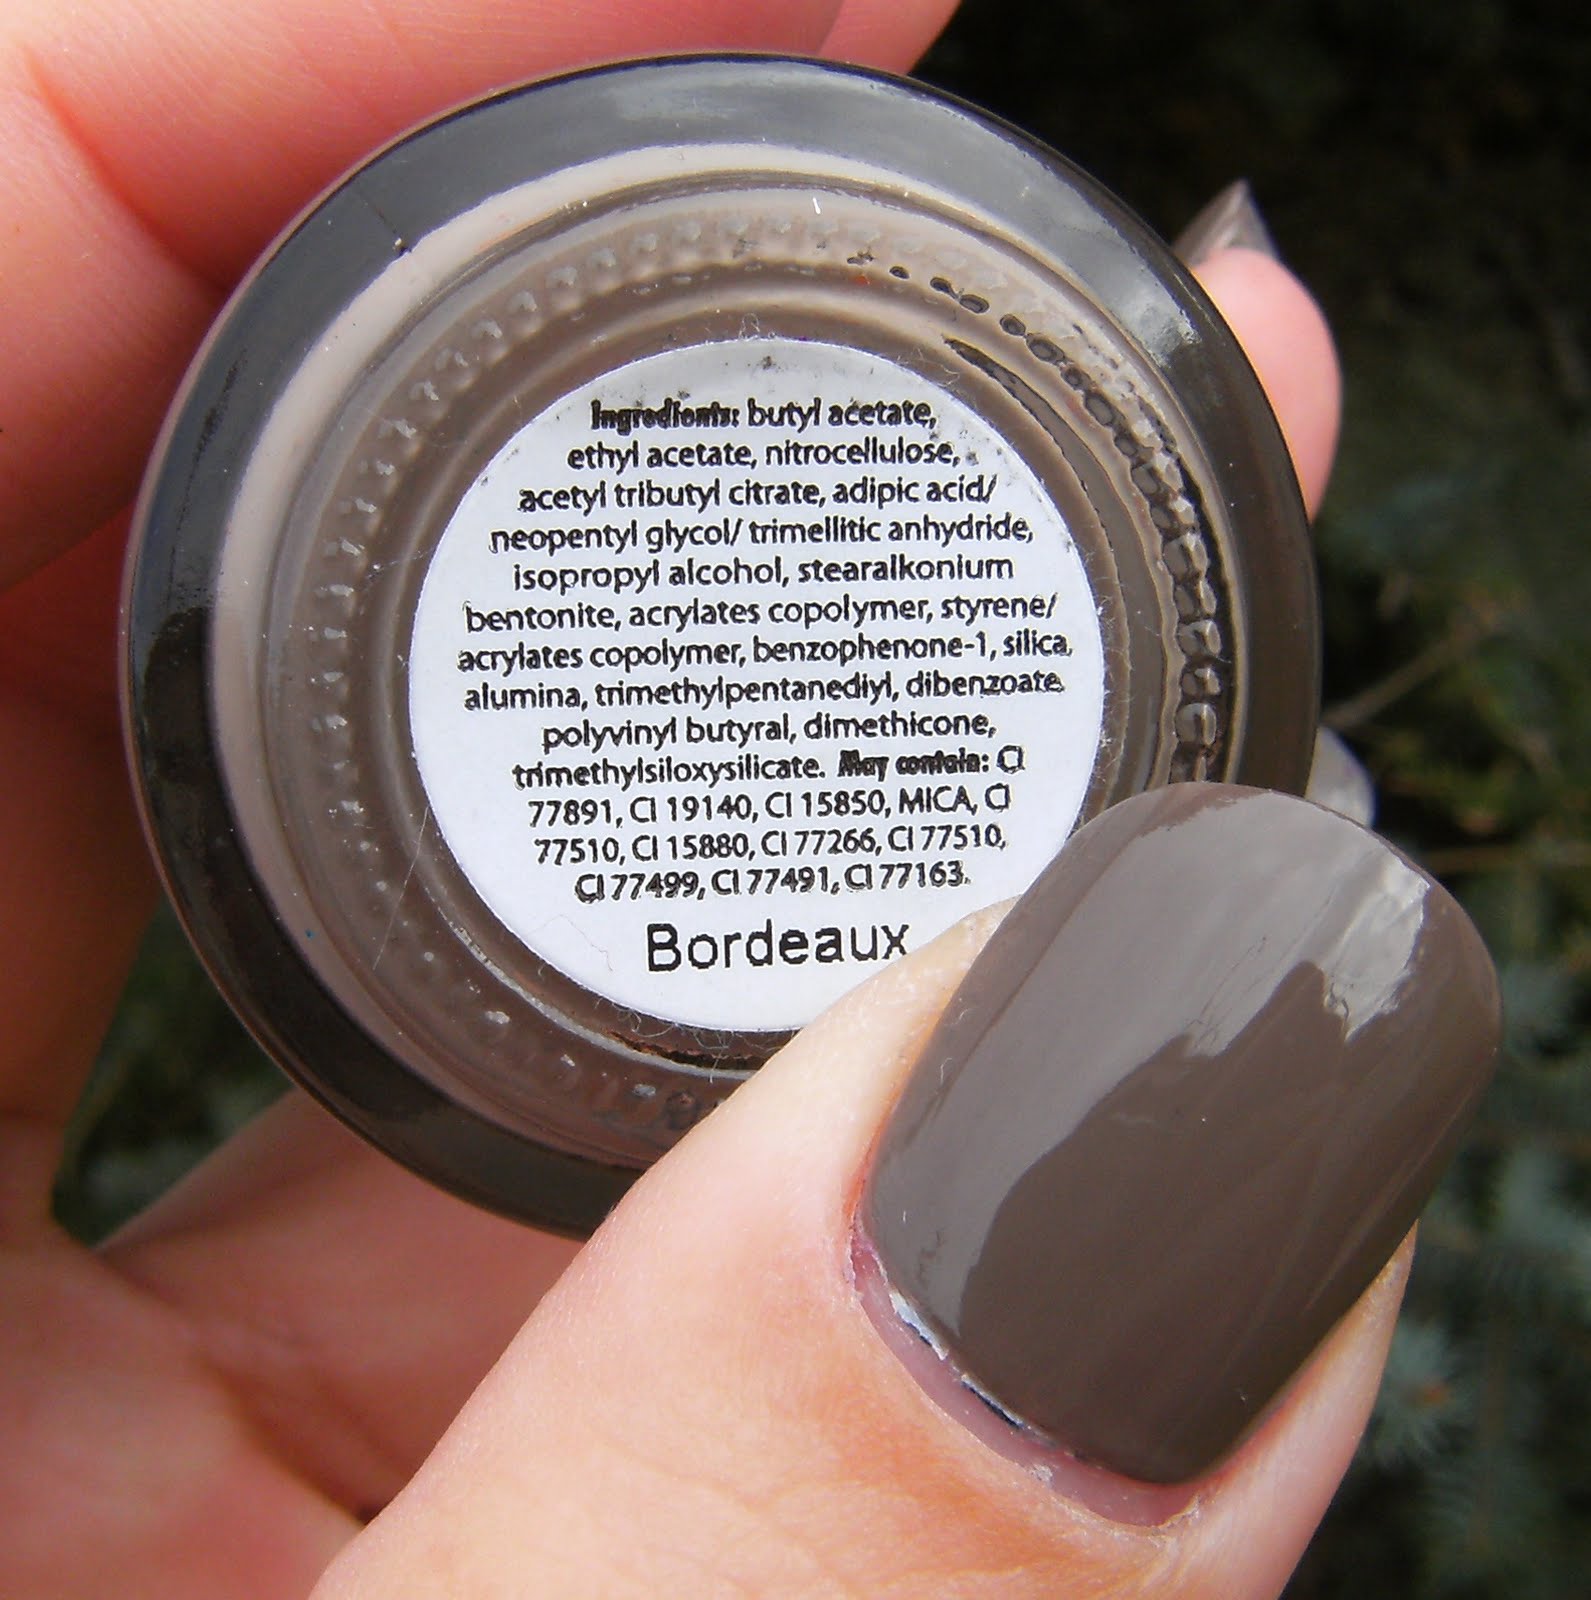 Ingredients: butyl acetate,
ethyl acetate, nitrocellulose,
acetyl tributyl citrate, adipic acid/
neopentyl glycol/ trimellitic anhydride,
isopropyl alcohol, stearalkonium
bentonite, acrylates copolymer, styrene/
acrylates copolymer, benzophenone-1, silica,
alumina, trimethylpentanediyl, dibenzoate
polyvinyl butyral, dimethicone,
trimethylsiloxysilicate. May contain: CI
77891, CI 19140, CI 15850, MICA, CI
77510, CI 15880, CI 77266, CI 77510,
CI 77499, CI 77491, CI 77163.
Bordeaux